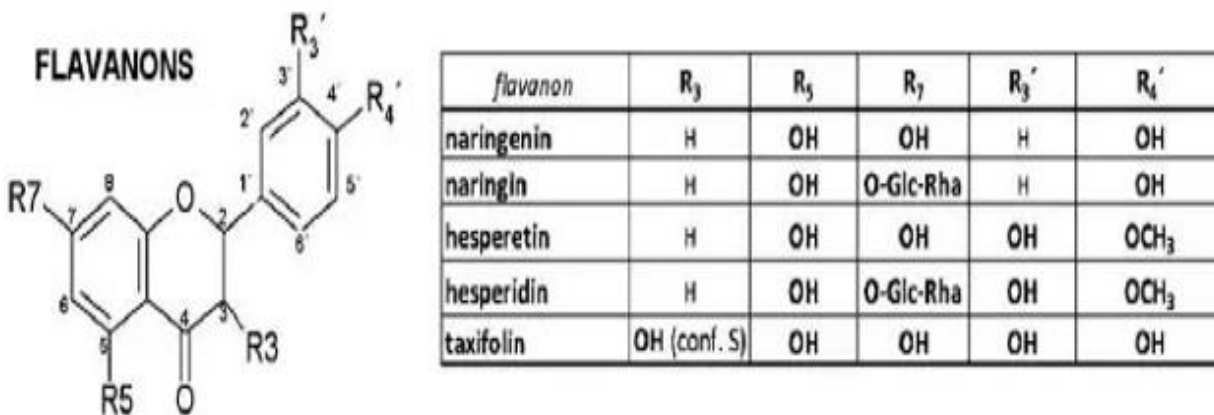 FLAVANONS
R3´
R4´
3´
4´
2´
5´
1´
6´
R7
8
O
7
2
6
4
3
5
R3
R5
O
flavanon R3 R5 R7 R3´ R4´
naringenin H OH OH H OH
naringin H OH O-Glc-Rha H OH
hesperetin H OH OH OH OCH3
hesperidin H OH O-Glc-Rha OH OCH3
taxifolin OH (conf. S) OH OH OH OH